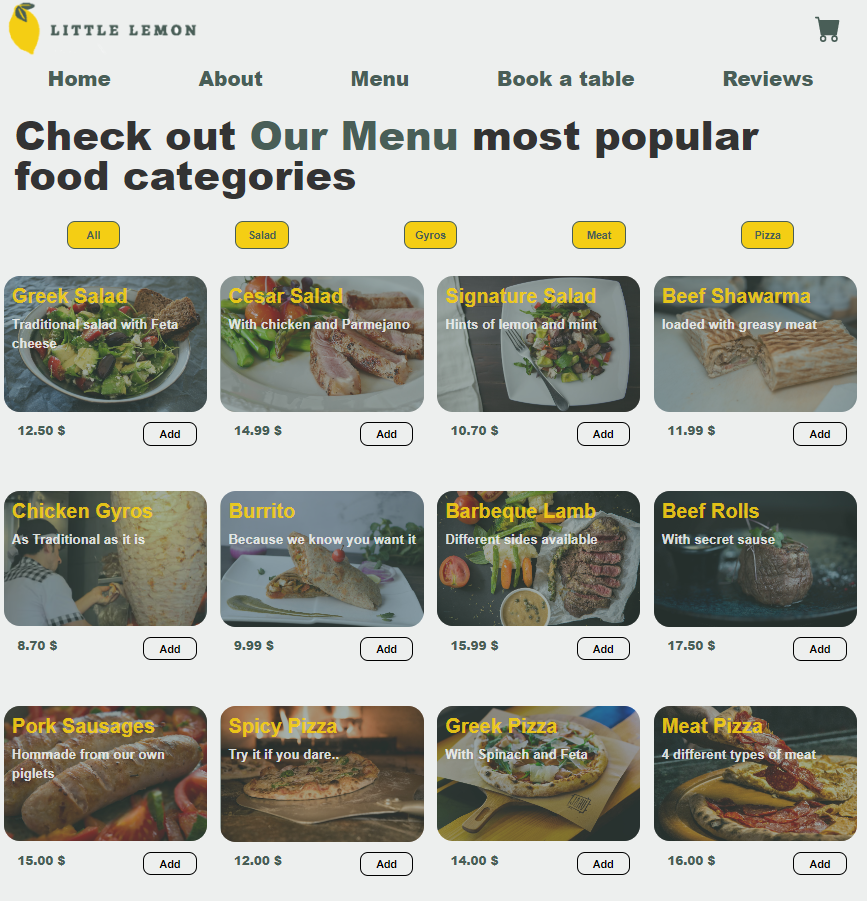 LITTLE LEMON
Home About Menu Book a table Reviews
Check out Our Menu most popular
food categories
All Salad Gyros Meat Pizza
Greek Salad
Traditional salad with Feta
cheese
12.50 $ Add
Cesar Salad
With chicken and Parmejano
14.99 $ Add
Signature Salad
Hints of lemon and mint
10.70 $ Add
Beef Shawarma
loaded with greasy meat
11.99 $ Add
Chicken Gyros
As Traditional as it is
8.70 $ Add
Burrito
Because we know you want it
9.99 $ Add
Barbeque Lamb
Different sides available
15.99 $ Add
Beef Rolls
With secret sause
17.50 $ Add
Pork Sausages
Hommade from our own
piglets
15.00 $ Add
Spicy Pizza
Try it if you dare..
12.00 $ Add
Greek Pizza
With Spinach and Feta
14.00 $ Add
Meat Pizza
4 different types of meat
16.00 $ Add